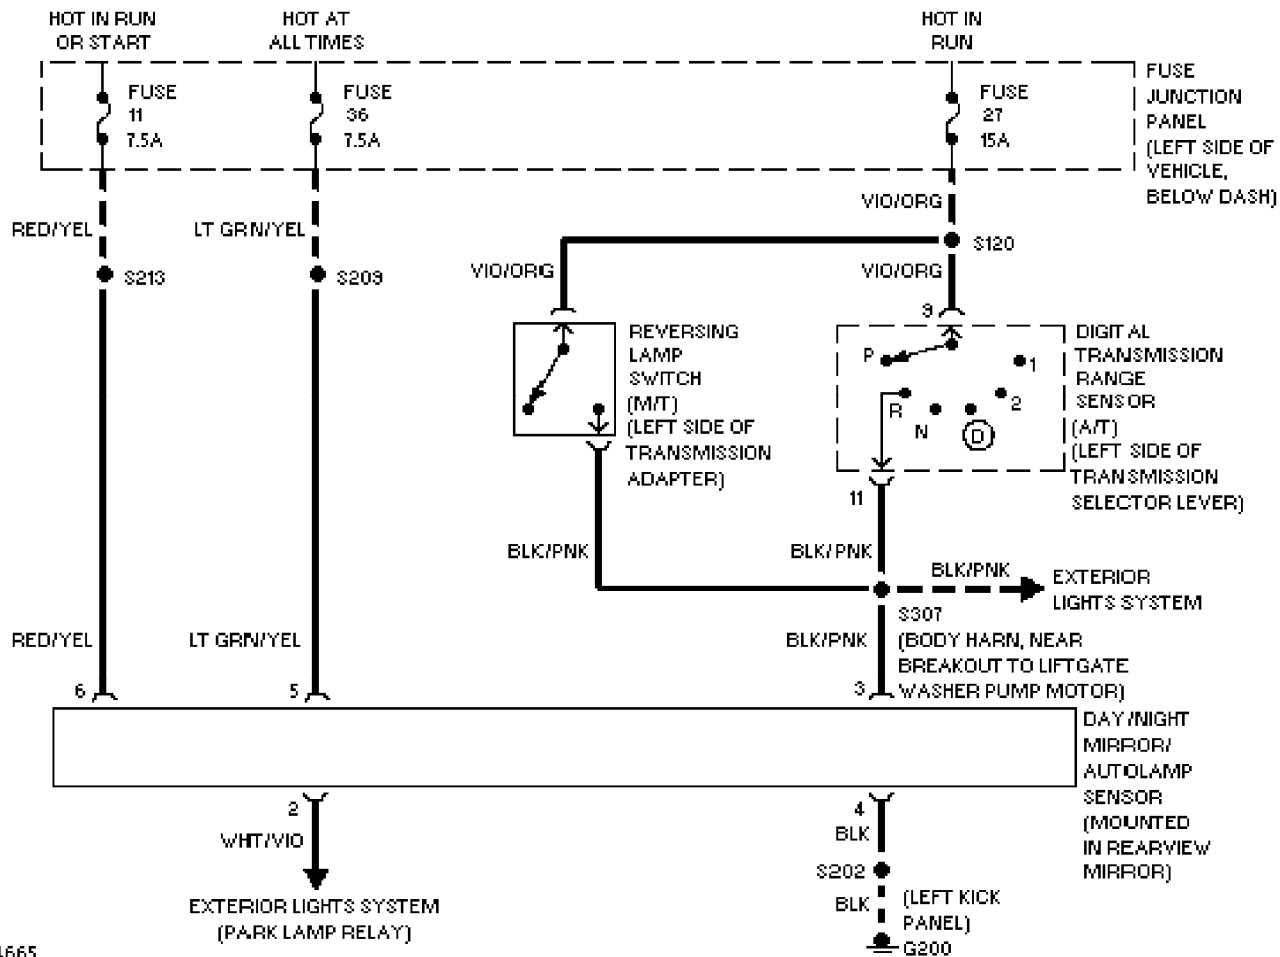 HOT IN RUN
OR START
HOT AT
ALL TIMES
HOT IN
RUN
FUSE
11
7.5A
FUSE
36
7.5A
FUSE
27
15A
FUSE
JUNCTION
PANEL
(LEFT SIDE OF
VEHICLE,
BELOW DASH)
RED/YEL
LT GRN/YEL
VIO/ORG
S213
S209
S120
VIO/ORG
VIO/ORG
9
REVERSING
LAMP
SWITCH
(M/T)
(LEFT SIDE OF
TRANSMISSION
ADAPTER)
P
R
N
D
2
1
DIGITAL
TRANSMISSION
RANGE
SENSOR
(A/T)
(LEFT SIDE OF
TRANSMISSION
SELECTOR LEVER)
11
BLK/PNK
BLK/PNK
BLK/PNK
EXTERIOR
LIGHTS SYSTEM
S307
(BODY HARN, NEAR
BREAKOUT TO LIFTGATE
WASHER PUMP MOTOR)
RED/YEL
LT GRN/YEL
BLK/PNK
6
5
3
DAY/NIGHT
MIRROR/
AUTOLAMP
SENSOR
(MOUNTED
IN REARVIEW
MIRROR)
2
WHT/VIO
EXTERIOR LIGHTS SYSTEM
(PARK LAMP RELAY)
4
BLK
S202
BLK
(LEFT KICK
PANEL)
G200